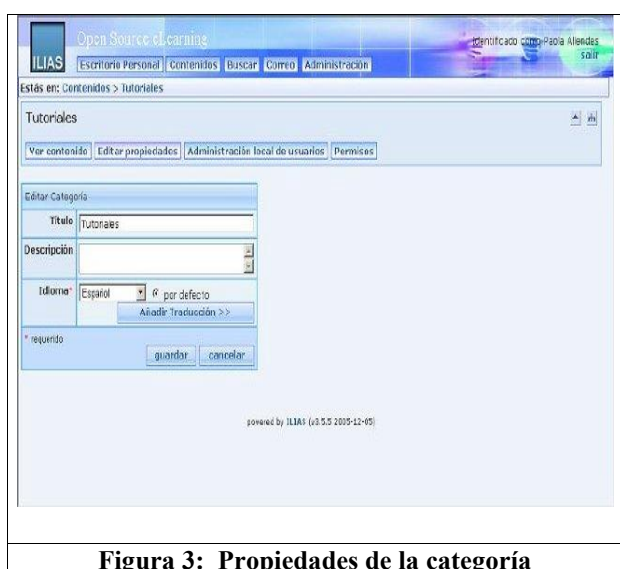 Open Source eLearning
ILIAS
Identificado como Paola Allendes
salir
Escritorio Personal Contenidos Buscar Correo Administración
Estás en: Contenidos > Tutoriales
Tutoriales
Ver contenido Editar propiedades Administración local de usuarios Permisos
Editar Categoría
Título Tutoriales
Descripción
Idioma* Español por defecto
Añadir Traducción >>
* requerido
guardar cancelar
powered by ILIAS (v3.5.5 2005-12-05)
Figura 3: Propiedades de la categoría